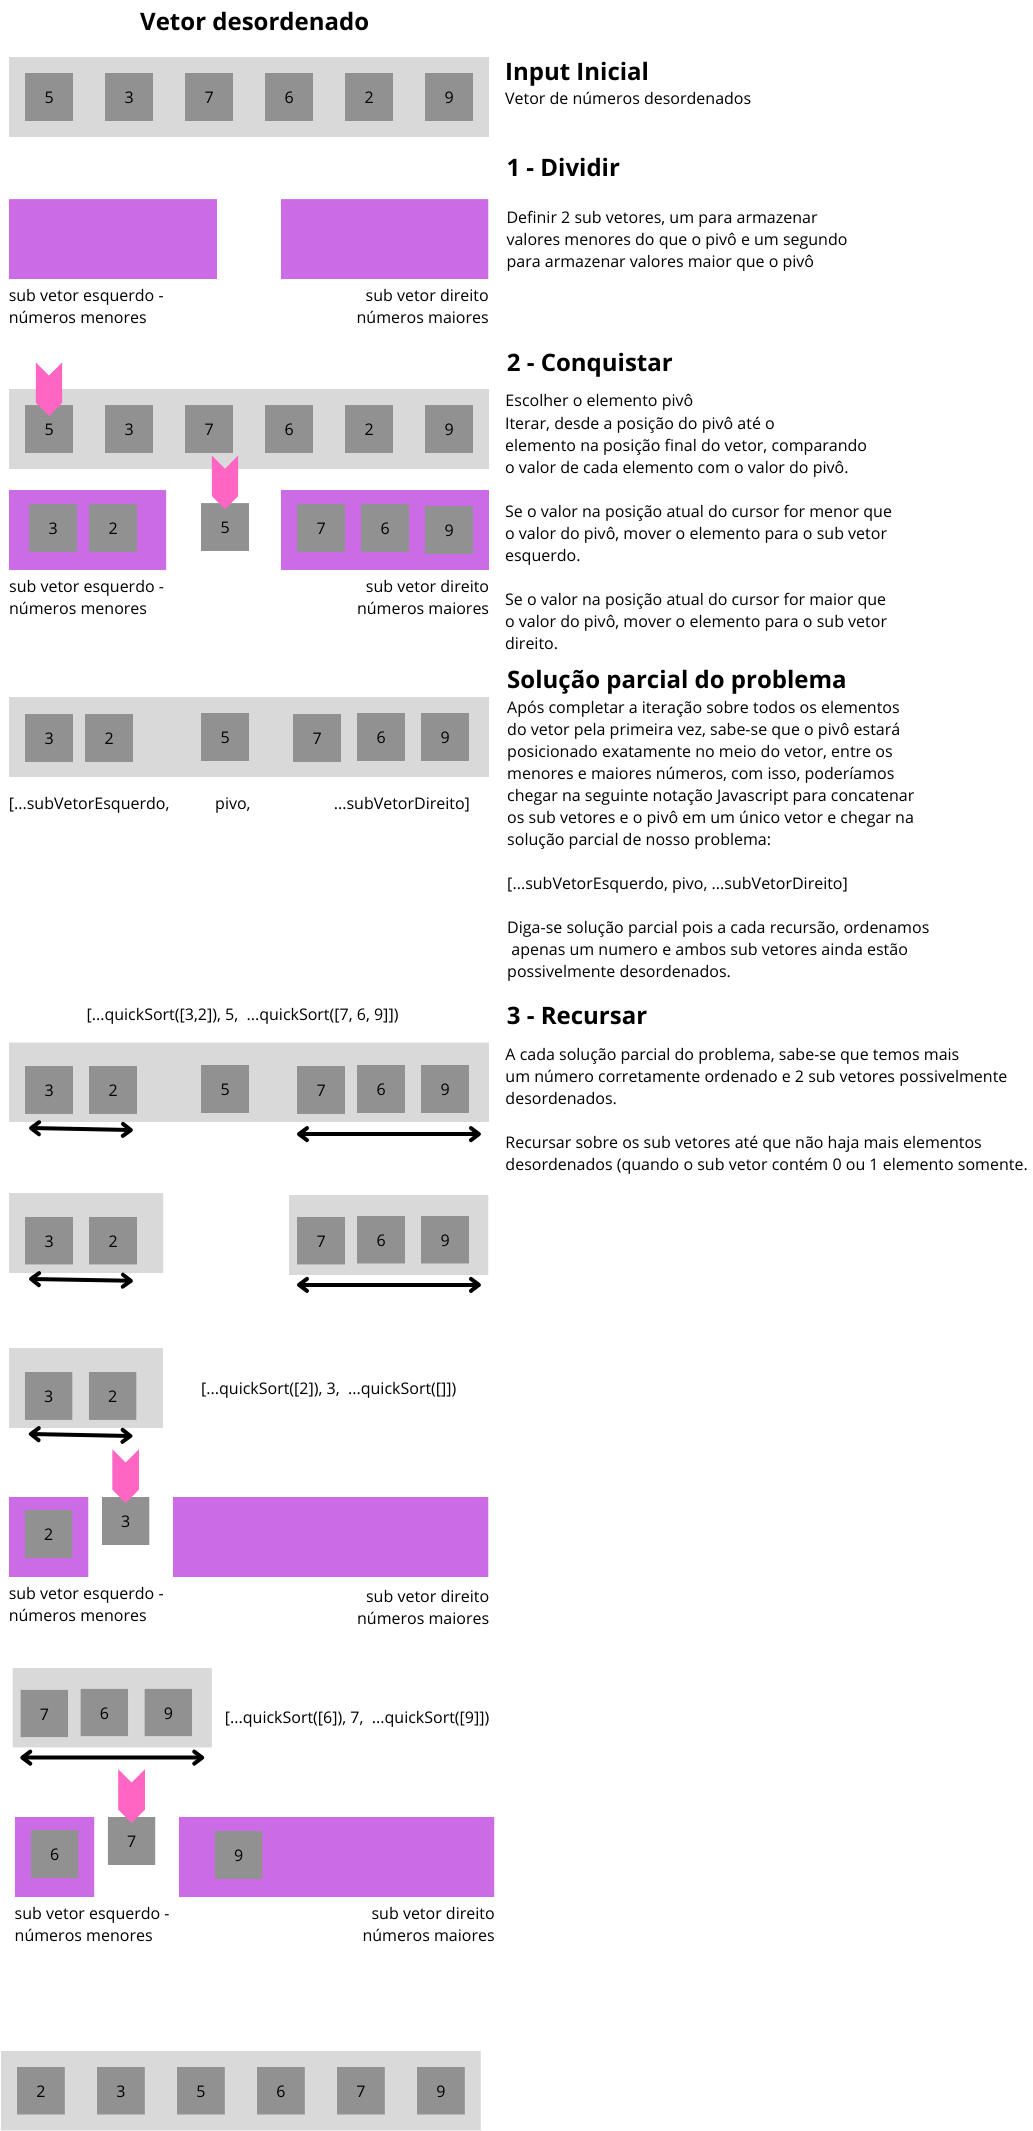 Vetor desordenado
5 3 7 6 2 9
Input Inicial
Vetor de números desordenados
1 - Dividir
Definir 2 sub vetores, um para armazenar
valores menores do que o pivô e um segundo
para armazenar valores maior que o pivô
sub vetor esquerdo -
números menores
sub vetor direito
números maiores
2 - Conquistar
5 3 7 6 2 9
Escolher o elemento pivô
Iterar, desde a posição do pivô até o
elemento na posição final do vetor, comparando
o valor de cada elemento com o valor do pivô.
Se o valor na posição atual do cursor for menor que
o valor do pivô, mover o elemento para o sub vetor
esquerdo.
Se o valor na posição atual do cursor for maior que
o valor do pivô, mover o elemento para o sub vetor
direito.
3 2 5 7 6 9
sub vetor esquerdo -
números menores
sub vetor direito
números maiores
Solução parcial do problema
Após completar a iteração sobre todos os elementos
do vetor pela primeira vez, sabe-se que o pivô estará
posicionado exatamente no meio do vetor, entre os
menores e maiores números, com isso, poderíamos
chegar na seguinte notação Javascript para concatenar
os sub vetores e o pivô em um único vetor e chegar na
solução parcial de nosso problema:
[...subVetorEsquerdo, pivo, ...subVetorDireito]
Diga-se solução parcial pois a cada recursão, ordenamos
apenas um numero e ambos sub vetores ainda estão
possivelmente desordenados.
3 2 5 7 6 9
[...subVetorEsquerdo, pivo, ...subVetorDireito]
[...quickSort([3,2]), 5, ...quickSort([7, 6, 9]])
3 - Recursar
A cada solução parcial do problema, sabe-se que temos mais
um número corretamente ordenado e 2 sub vetores possivelmente
desordenados.
Recursar sobre os sub vetores até que não haja mais elementos
desordenados (quando o sub vetor contém 0 ou 1 elemento somente.
3 2 5 7 6 9
3 2 7 6 9
3 2
[...quickSort([2]), 3, ...quickSort([]])
2 3
sub vetor esquerdo -
números menores
sub vetor direito
números maiores
7 6 9
[...quickSort([6]), 7, ...quickSort([9]])
6 7 9
sub vetor esquerdo -
números menores
sub vetor direito
números maiores
2 3 5 6 7 9